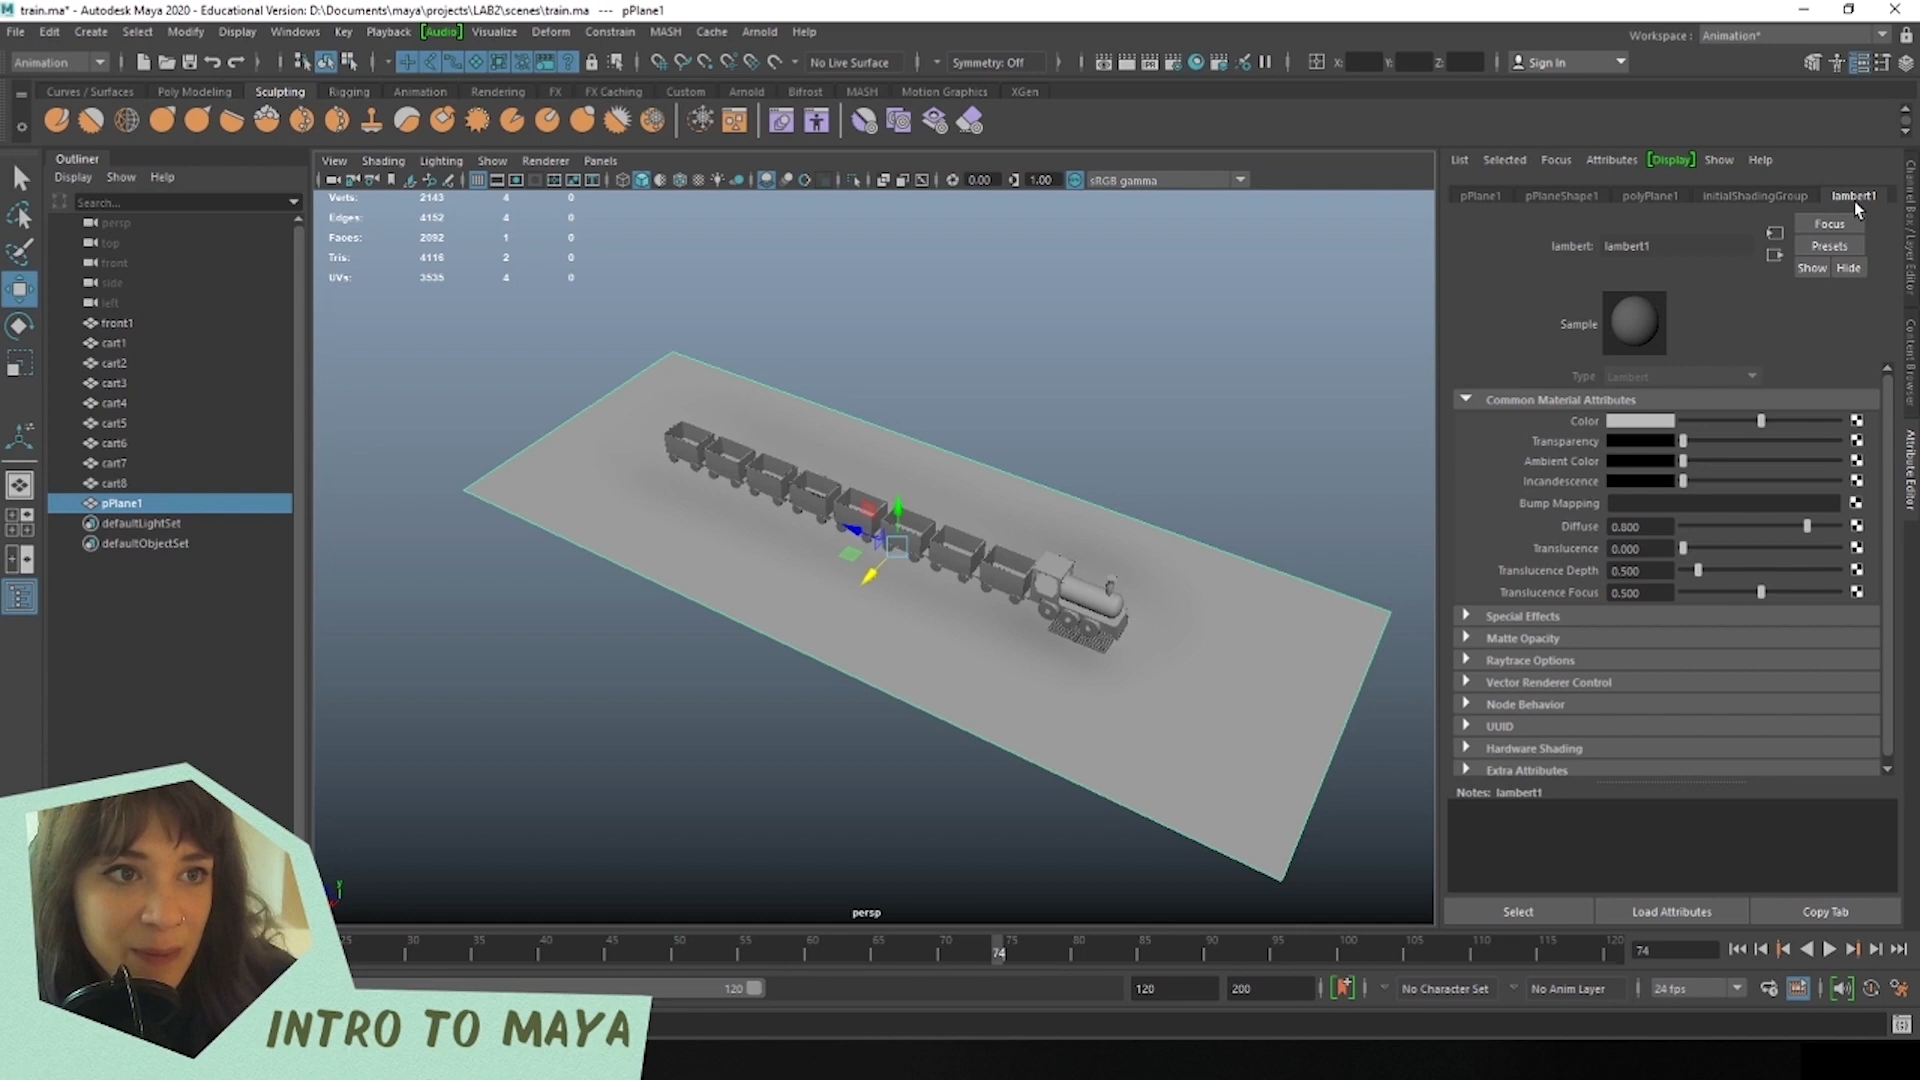 train.ma* - Autodesk Maya 2020 - Educational Version: D:\Documents\maya\projects\LAB2\scenes\train.ma   ---   pPlane1
File Edit Create Select Modify Display Windows Key Playback [Audio] Visualize Deform Constrain MASH Cache Arnold Help
Workspace : Animation*
Animation
No Live Surface
Symmetry: Off
X:
Y:
Z:
Sign In
Curves / Surfaces Poly Modeling Sculpting Rigging Animation Rendering FX FX Caching Custom Arnold Bifrost MASH Motion Graphics XGen
Outliner
Display Show Help
Search...
persp
top
front
side
left
front1
cart1
cart2
cart3
cart4
cart5
cart6
cart7
cart8
pPlane1
defaultLightSet
defaultObjectSet
View Shading Lighting Show Renderer Panels
0.00
1.00
sRGB gamma
Verts: 2143 4 0
Edges: 4152 4 0
Faces: 2092 1 0
Tris: 4116 2 0
UVs: 3535 4 0
y
persp
List Selected Focus Attributes [Display] Show Help
pPlane1 pPlaneShape1 polyPlane1 initialShadingGroup lambert1
lambert: lambert1
Focus
Presets
Show Hide
Sample
Type Lambert
Common Material Attributes
Color
Transparency
Ambient Color
Incandescence
Bump Mapping
Diffuse 0.800
Translucence 0.000
Translucence Depth 0.500
Translucence Focus 0.500
Special Effects
Matte Opacity
Raytrace Options
Vector Renderer Control
Node Behavior
UUID
Hardware Shading
Extra Attributes
Notes: lambert1
Select
Load Attributes
Copy Tab
Channel Box / Layer Editor
Content Browser
Attribute Editor
25 30 35 40 45 50 55 60 65 70 75 80 85 90 95 100 105 110 115 120
74
74
120
120
200
No Character Set
No Anim Layer
24 fps
INTRO TO MAYA